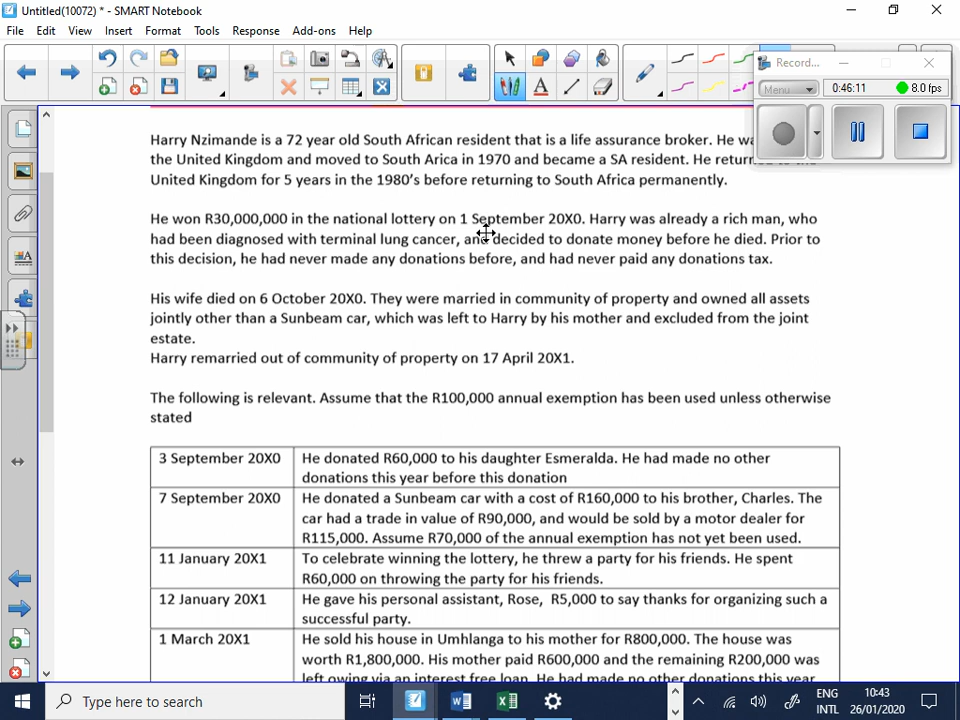 Untitled(10072) * - SMART Notebook
File Edit View Insert Format Tools Response Add-ons Help
Record...
Menu 0:46:11 8.0 fps
Harry Nzimande is a 72 year old South African resident that is a life assurance broker. He
the United Kingdom and moved to South Arica in 1970 and became a SA resident. He
United Kingdom for 5 years in the 1980's before returning to South Africa permanently.
He won R30,000,000 in the national lottery on 1 September 20X0. Harry was already a rich man, who
had been diagnosed with terminal lung cancer, and decided to donate money before he died. Prior to
this decision, he had never made any donations before, and had never paid any donations tax.
His wife died on 6 October 20X0. They were married in community of property and owned all assets
jointly other than a Sunbeam car, which was left to Harry by his mother and excluded from the joint
estate.
Harry remarried out of community of property on 17 April 20X1.
The following is relevant. Assume that the R100,000 annual exemption has been used unless otherwise
stated
3 September 20X0 He donated R60,000 to his daughter Esmeralda. He had made no other
donations this year before this donation
7 September 20X0 He donated a Sunbeam car with a cost of R160,000 to his brother, Charles. The
car had a trade in value of R90,000, and would be sold by a motor dealer for
R115,000. Assume R70,000 of the annual exemption has not yet been used.
11 January 20X1 To celebrate winning the lottery, he threw a party for his friends. He spent
R60,000 on throwing the party for his friends.
12 January 20X1 He gave his personal assistant, Rose, R5,000 to say thanks for organizing such a
successful party.
1 March 20X1 He sold his house in Umhlanga to his mother for R800,000. The house was
worth R1,800,000. His mother paid R600,000 and the remaining R200,000 was
left owing via an interest free loan. He had made no other donations this year
Type here to search
ENG
INTL
10:43
26/01/2020